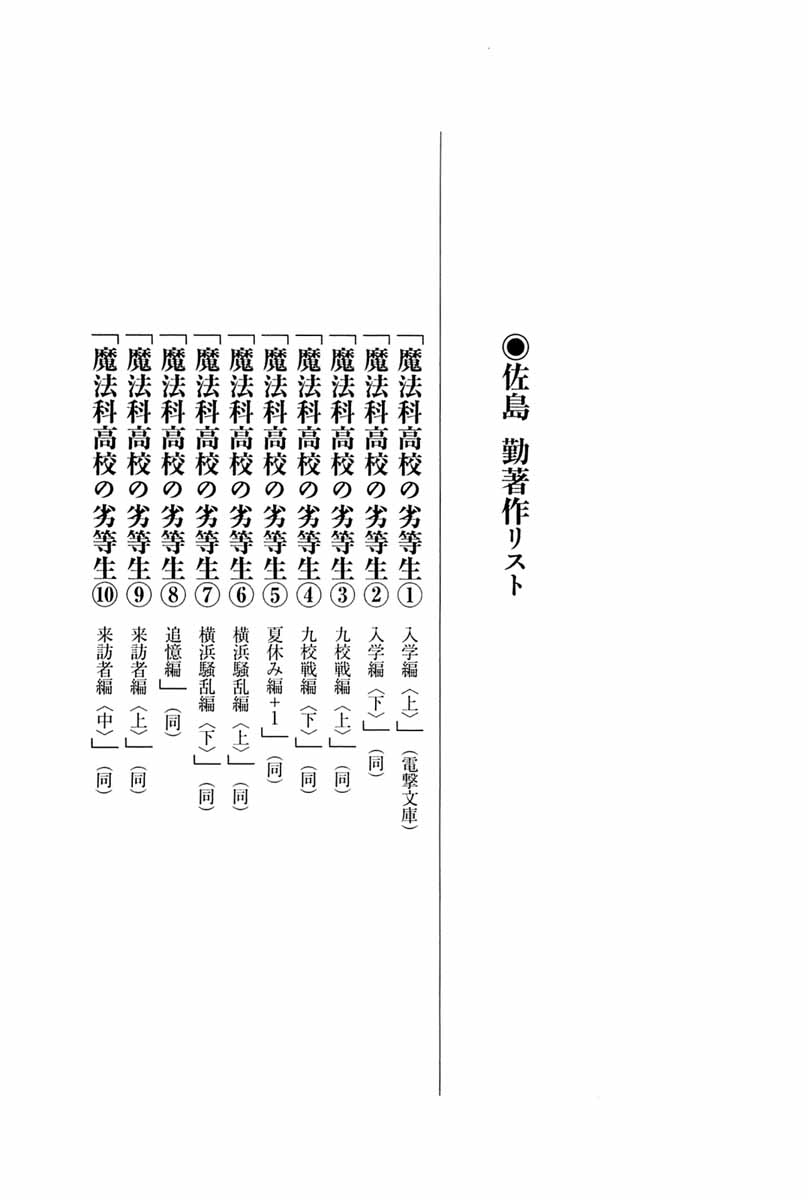 ◉佐島 勤著作リスト
「魔法科高校の劣等生① 入学編〈上〉」（電撃文庫）
「魔法科高校の劣等生② 入学編〈下〉」（同）
「魔法科高校の劣等生③ 九校戦編〈上〉」（同）
「魔法科高校の劣等生④ 九校戦編〈下〉」（同）
「魔法科高校の劣等生⑤ 夏休み編+1」（同）
「魔法科高校の劣等生⑥ 横浜騒乱編〈上〉」（同）
「魔法科高校の劣等生⑦ 横浜騒乱編〈下〉」（同）
「魔法科高校の劣等生⑧ 追憶編」（同）
「魔法科高校の劣等生⑨ 来訪者編〈上〉」（同）
「魔法科高校の劣等生⑩ 来訪者編〈中〉」（同）